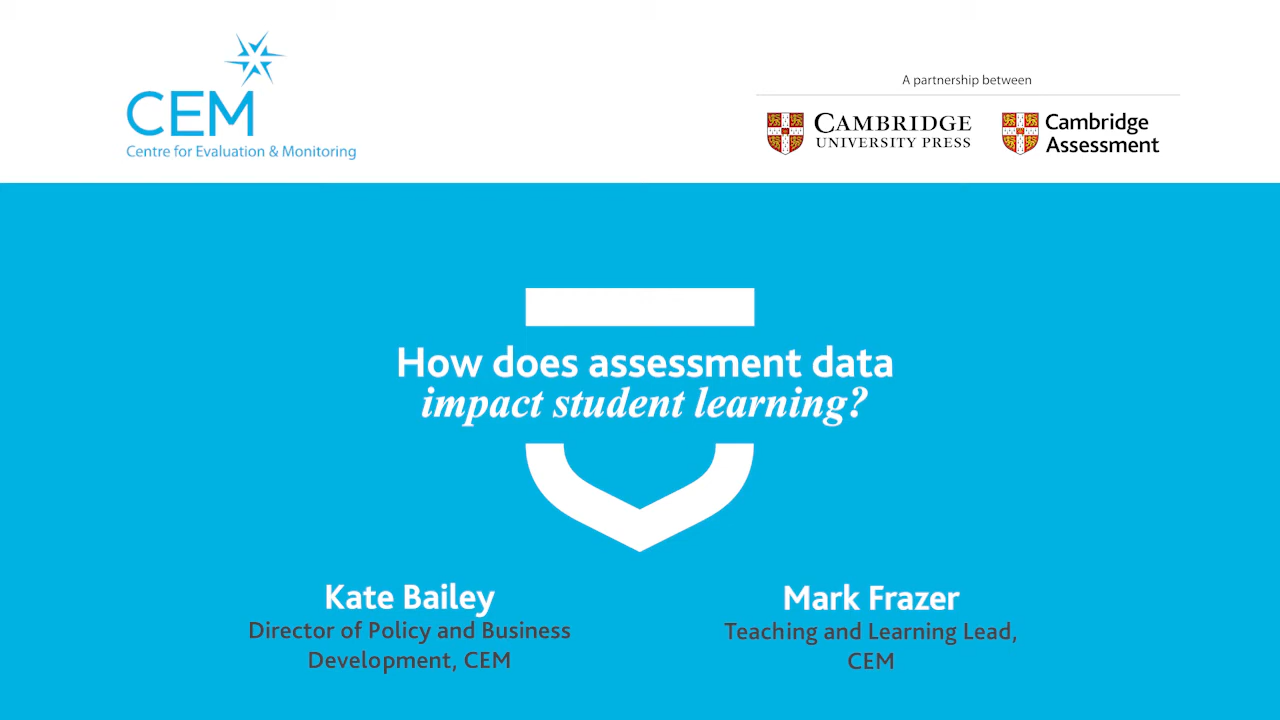 CEM
Centre for Evaluation & Monitoring
A partnership between
CAMBRIDGE
UNIVERSITY PRESS
Cambridge
Assessment
How does assessment data
impact student learning?
Kate Bailey
Director of Policy and Business
Development, CEM
Mark Frazer
Teaching and Learning Lead,
CEM